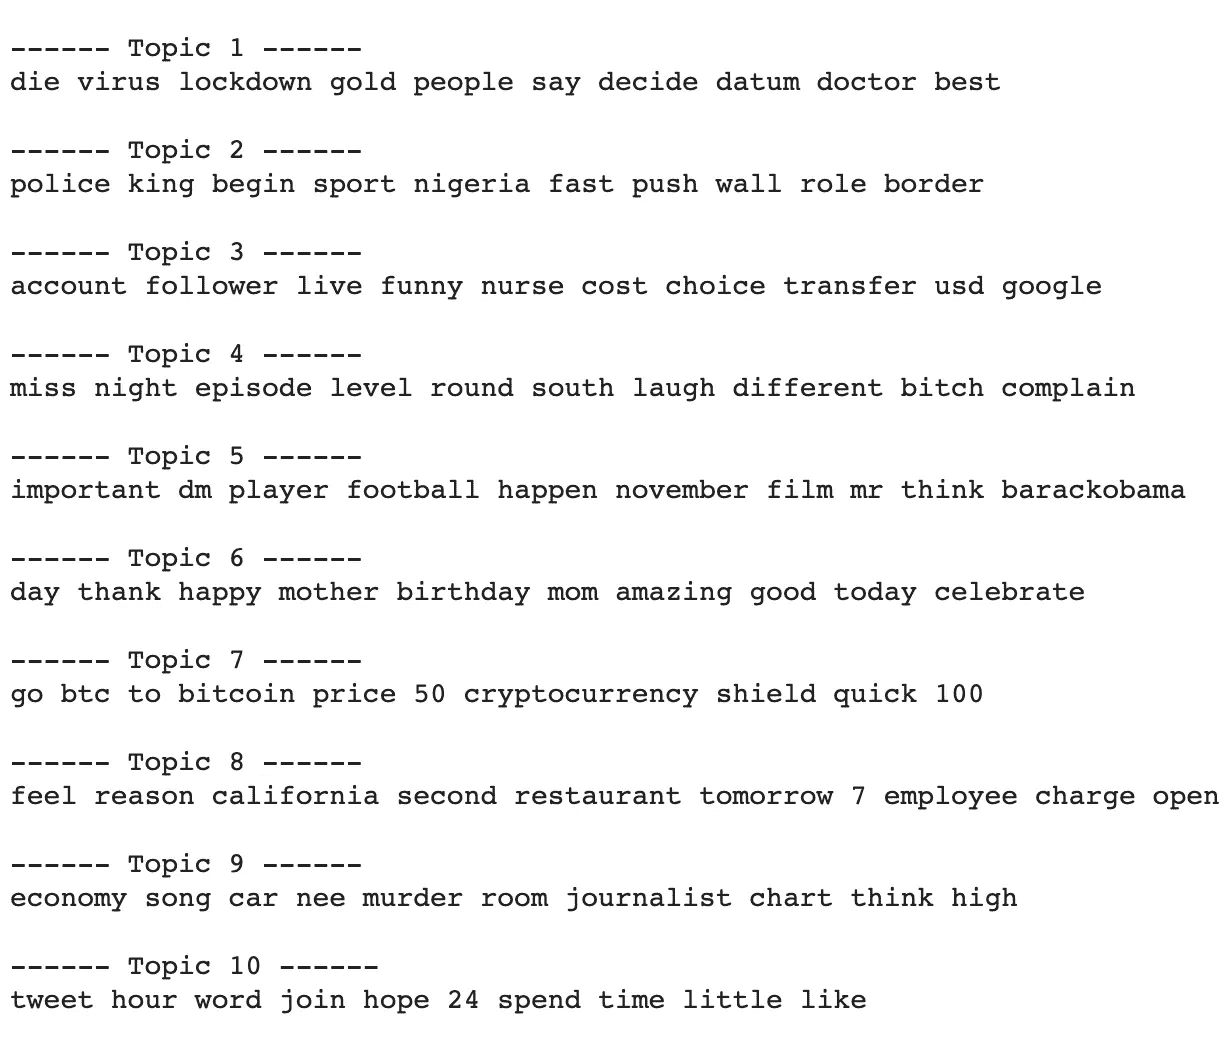 ------ Topic 1 ------
die virus lockdown gold people say decide datum doctor best
------ Topic 2 ------
police king begin sport nigeria fast push wall role border
------ Topic 3 ------
account follower live funny nurse cost choice transfer usd google
------ Topic 4 ------
miss night episode level round south laugh different bitch complain
------ Topic 5 ------
important dm player football happen november film mr think barackobama
------ Topic 6 ------
day thank happy mother birthday mom amazing good today celebrate
------ Topic 7 ------
go btc to bitcoin price 50 cryptocurrency shield quick 100
------ Topic 8 ------
feel reason california second restaurant tomorrow 7 employee charge open
------ Topic 9 ------
economy song car nee murder room journalist chart think high
------ Topic 10 ------
tweet hour word join hope 24 spend time little like